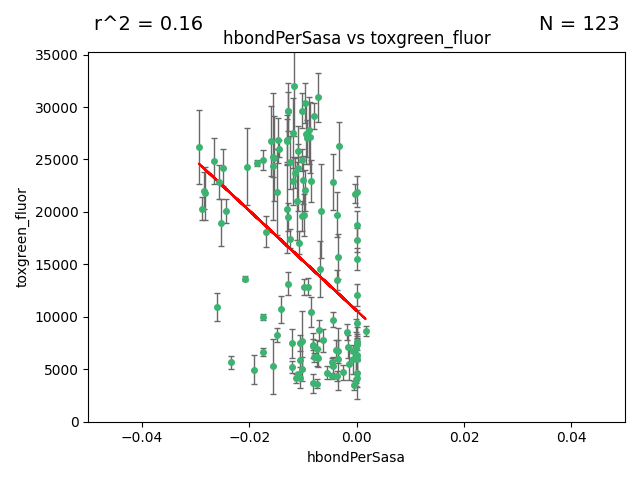 r^2 = 0.16
N = 123
hbondPerSasa vs toxgreen_fluor
35000
30000
25000
20000
15000
10000
5000
0
toxgreen_fluor
−0.04
−0.02
0.00
0.02
0.04
hbondPerSasa